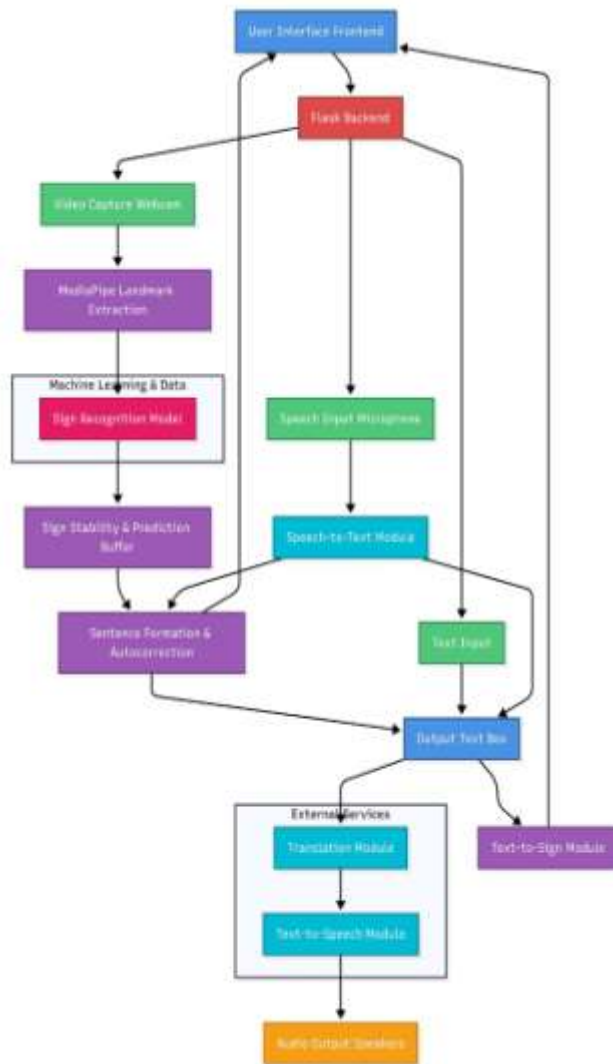 User Interface Frontend
Flask Backend
Video Capture Webcam
MediaPipe Landmark
Extraction
Machine Learning & Data
Sign Recognition Model
Speech Input Microphone
Sign Stability & Prediction
Buffer
Speech-to-Text Module
Sentence Formation &
Autocorrection
Text Input
Output Text Box
External Services
Translation Module
Text-to-Sign Module
Text-to-Speech Module
Audio Output Speakers